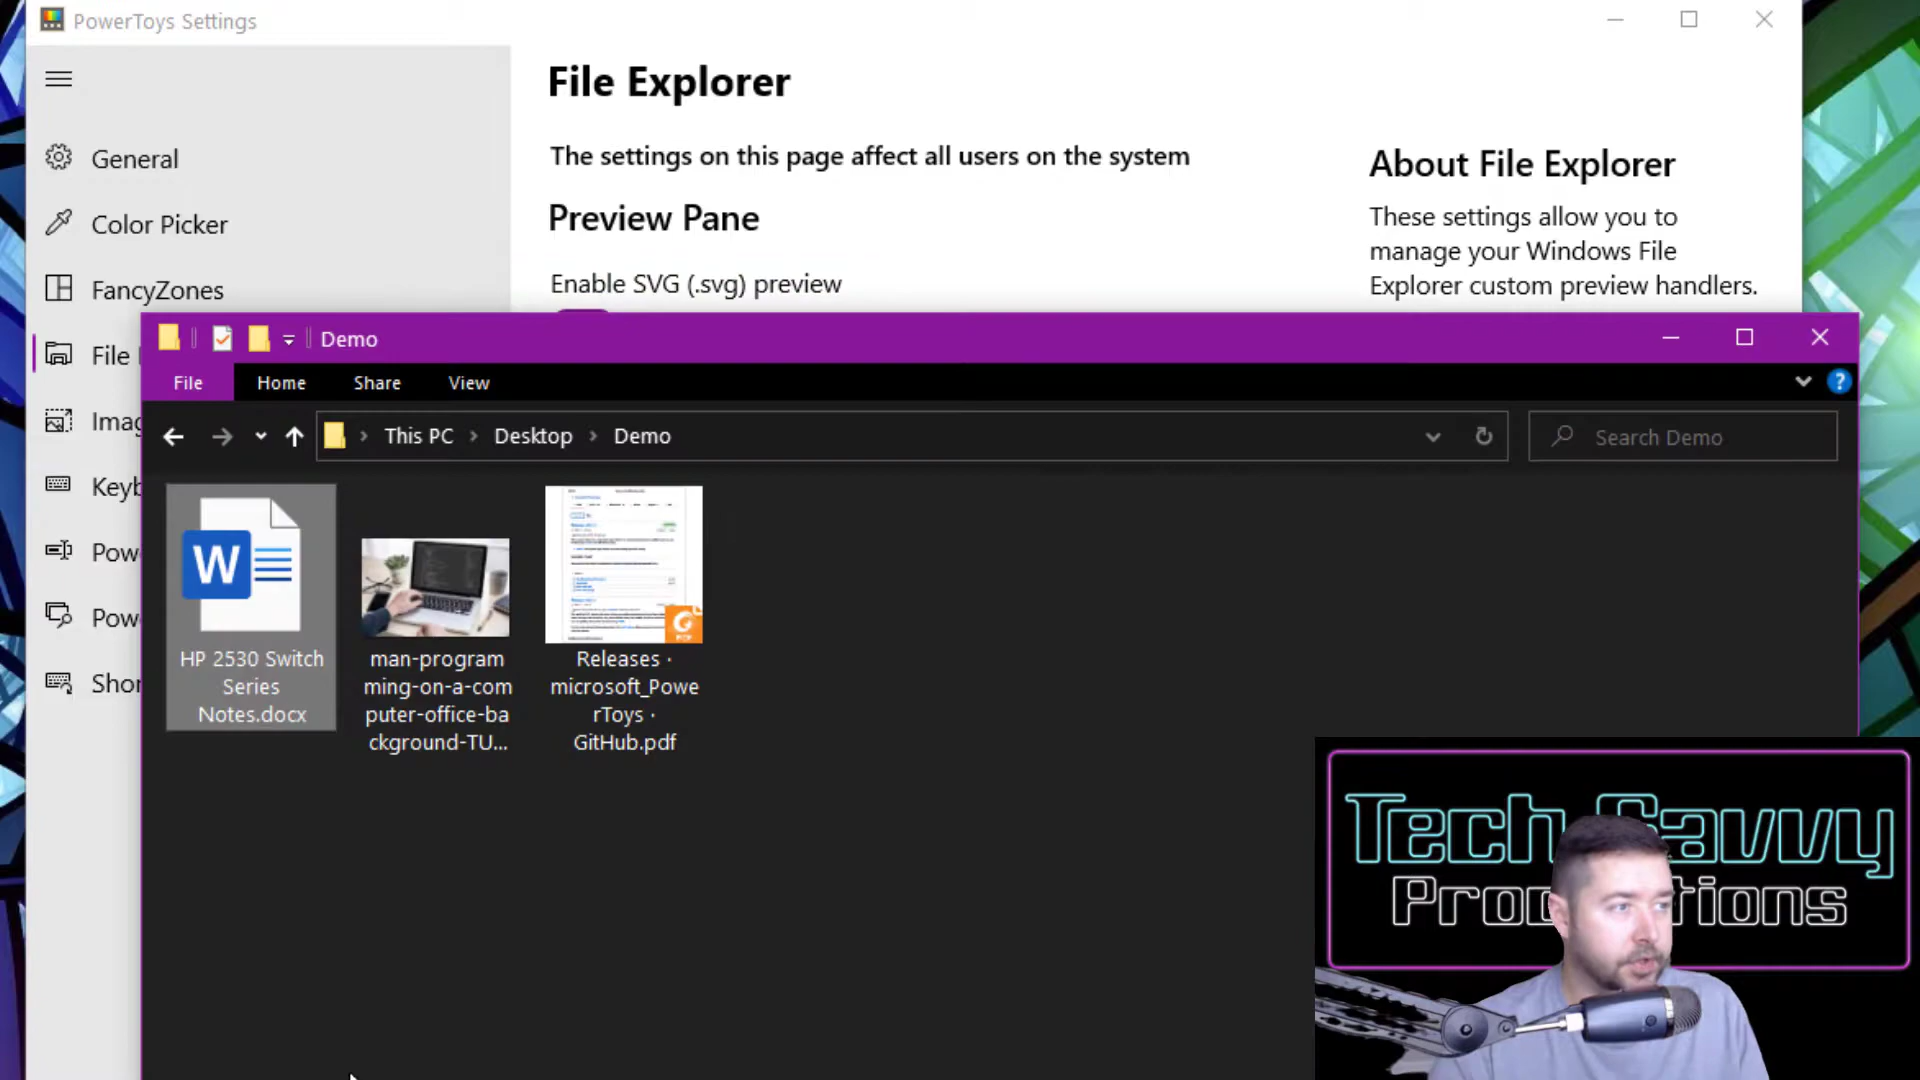 PowerToys Settings
File Explorer
The settings on this page affect all users on the system
About File Explorer
These settings allow you to
manage your Windows File
Explorer custom preview handlers.
General
Color Picker
FancyZones
File
Imag
Keyb
Pow
Pow
Shor
Preview Pane
Enable SVG (.svg) preview
Demo
File Home Share View
?
This PC Desktop Demo
Search Demo
W
PDF
HP 2530 Switch
Series
Notes.docx
man-program
ming-on-a-com
puter-office-ba
ckground-TU...
Releases ·
microsoft_Powe
rToys ·
GitHub.pdf
Tech Savvy
Prod tions